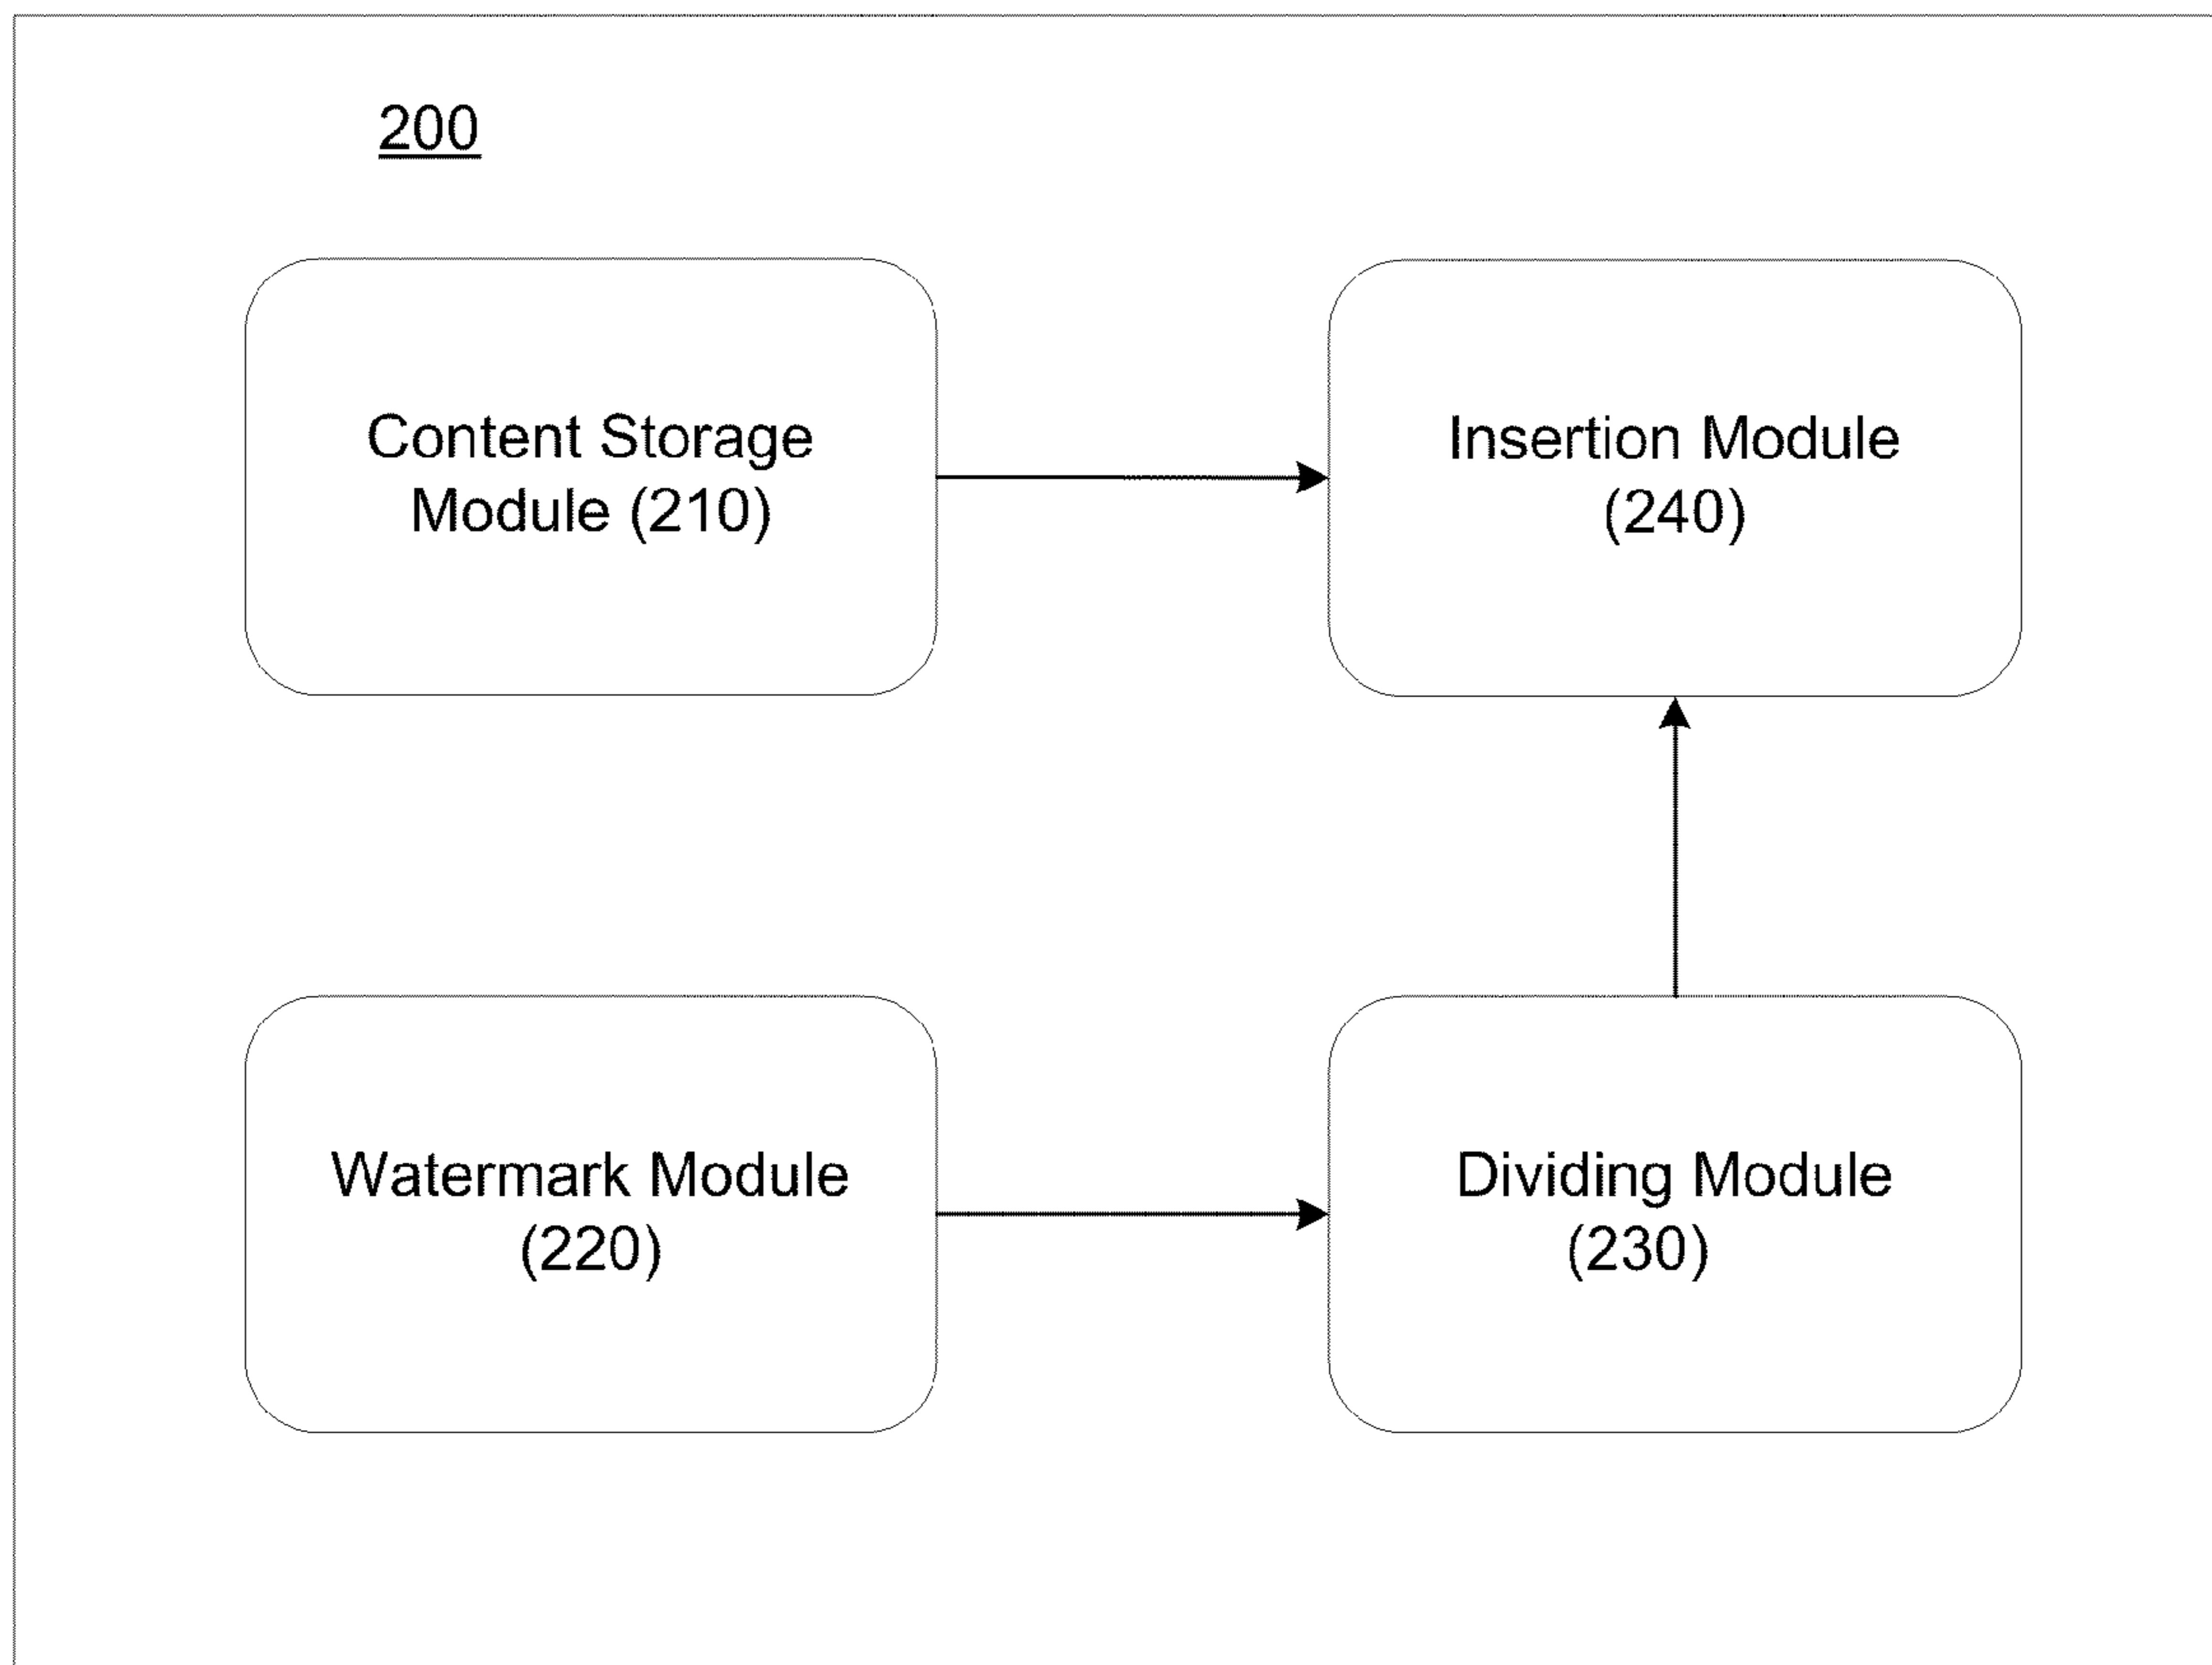 200
Content Storage
Module (210)
Insertion Module
(240)
Watermark Module
(220)
Dividing Module
(230)